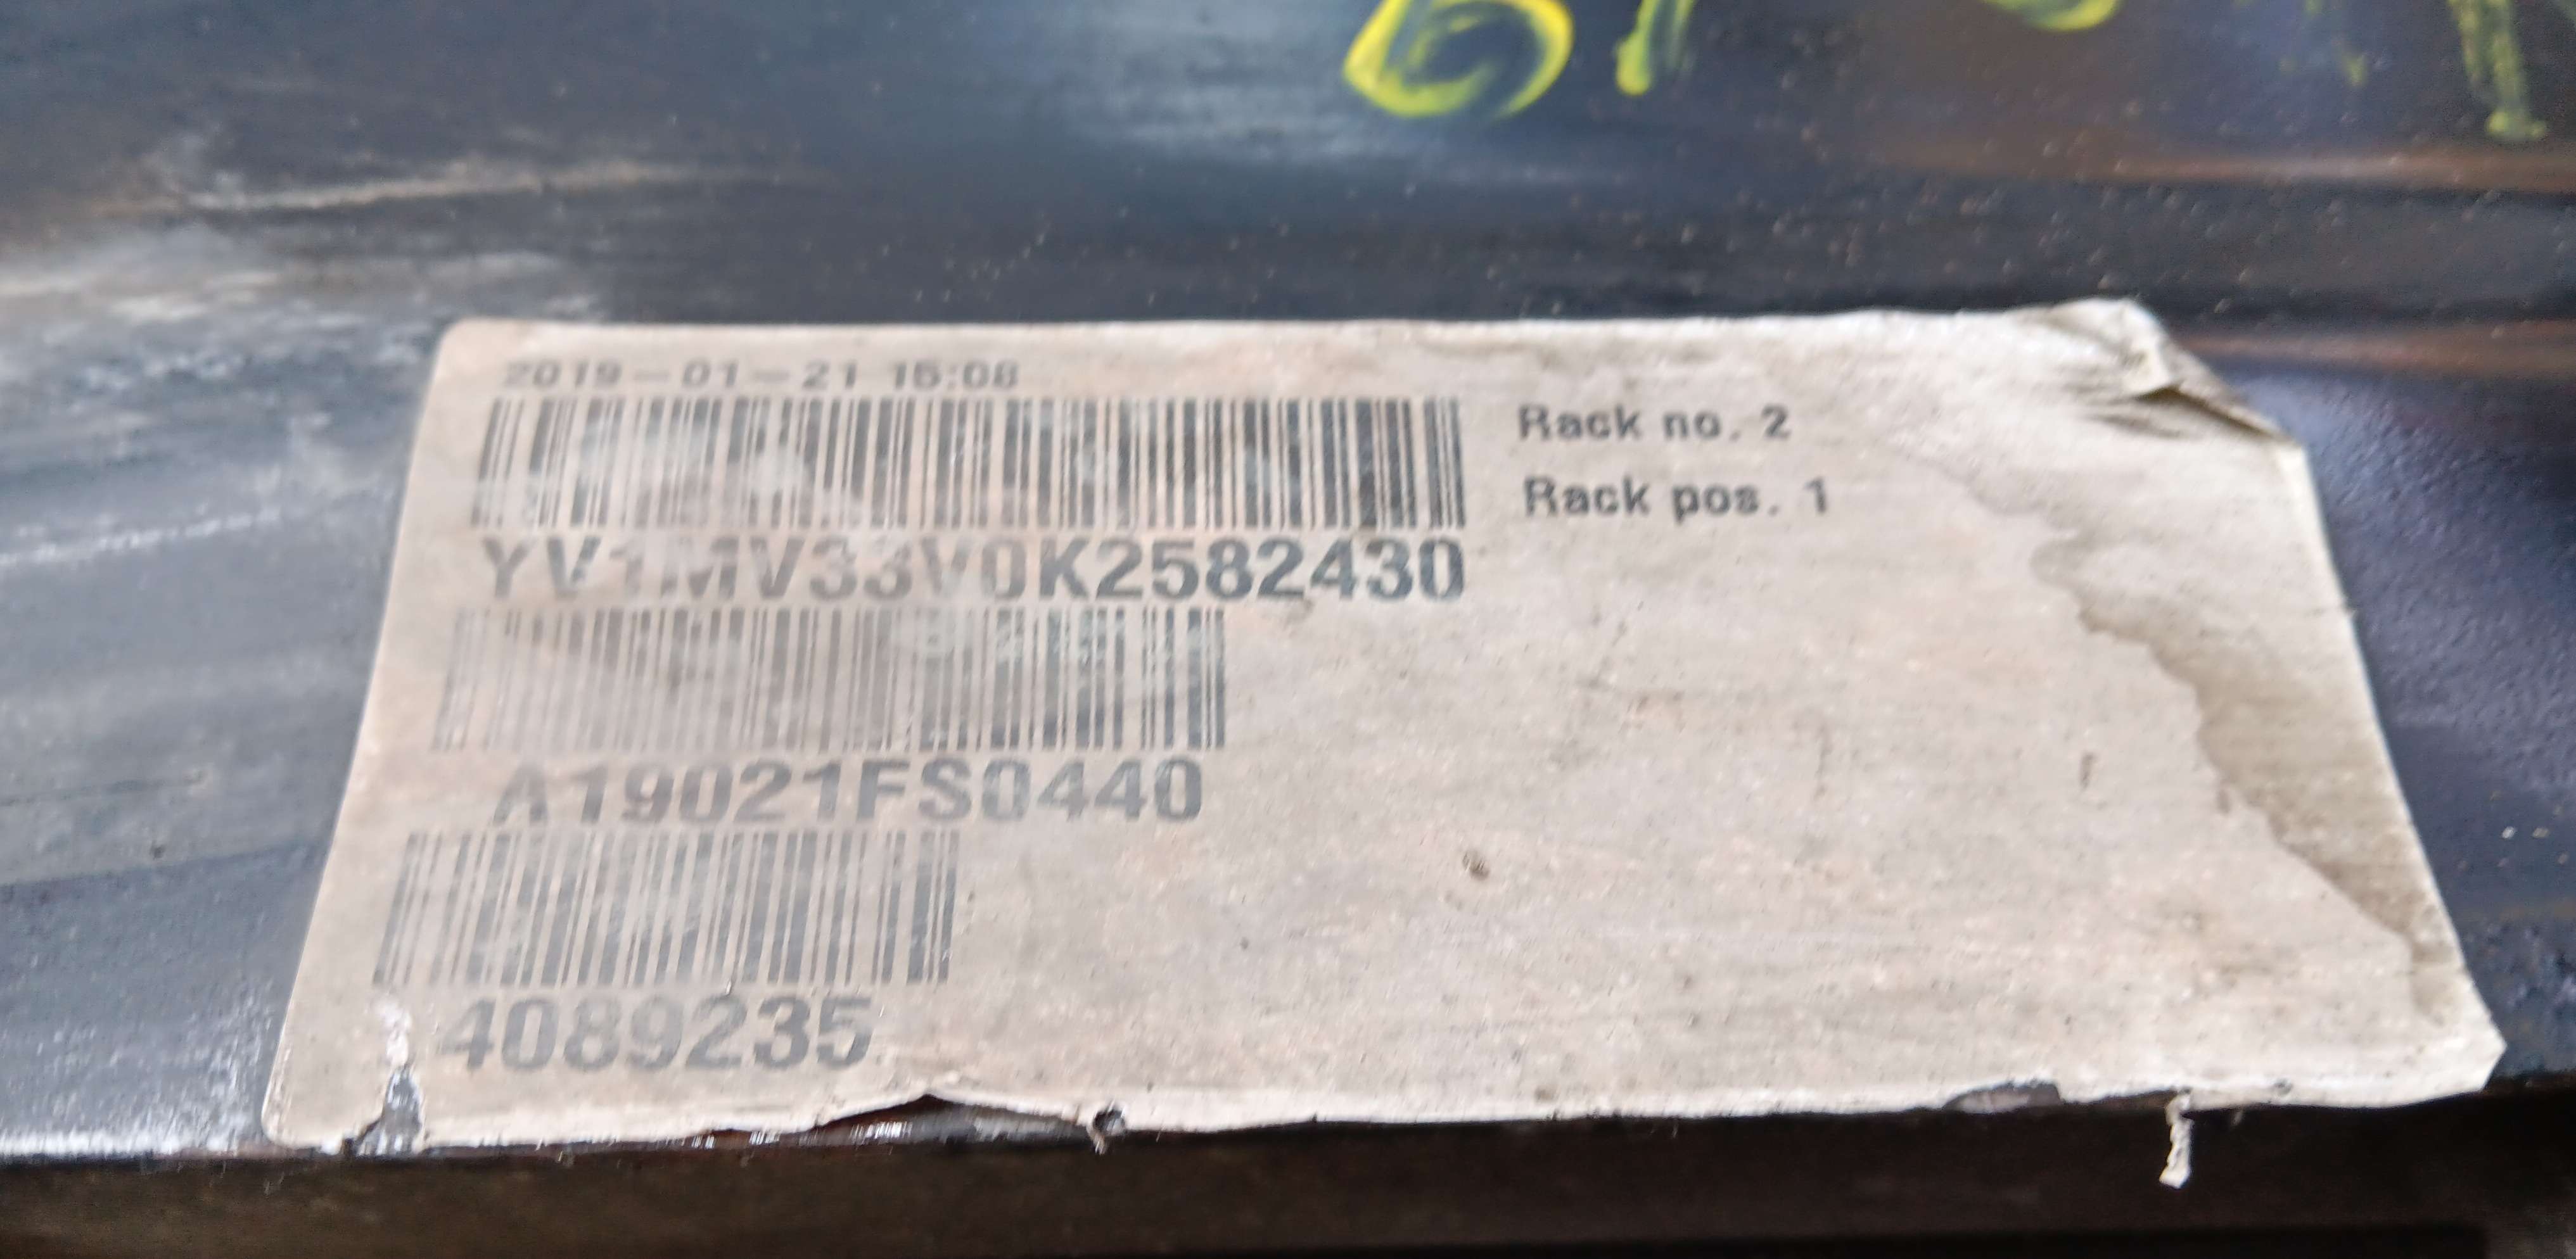 2019-01-21 15:08
Rack no. 2
Rack pos. 1
YV1MV33V0K2582430
A19021FS0440
4089235